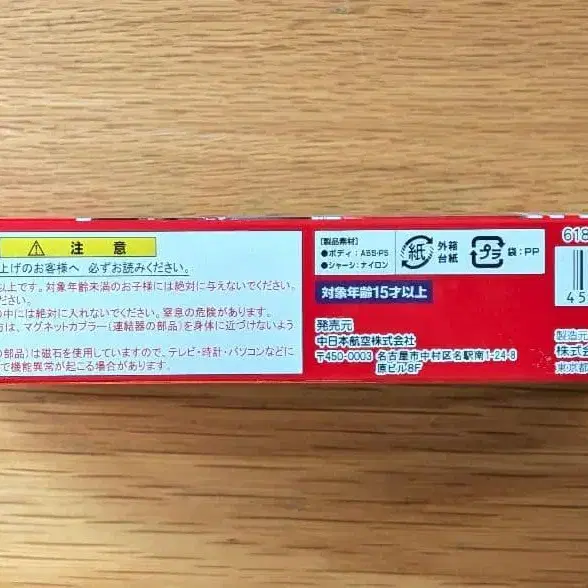 ⚠ 注意
上げのお客様へ 必ずお読みください。
以上です。対象年齢未満のお子様には絶対に与えないでください。
ださい。
の中には絶対に入れないでください。窒息の危険があります。
方は、マグネットカプラー(連結器の部品)を身体に近づけないよう
の部品)は磁石を使用していますので、テレビ・時計・パソコンなどに
で機能異常が起こる場合があります。
[製品素材]
●ボディ:ABS・PS
●シャーシ:ナイロン
紙
外箱
台紙
プラ
袋:PP
対象年齢15才以上
発売元
中日本航空株式会社
〒450-0003 名古屋市中村区名駅南1-24-8
原ビル8F
618
45
製造元
株式会
東京都